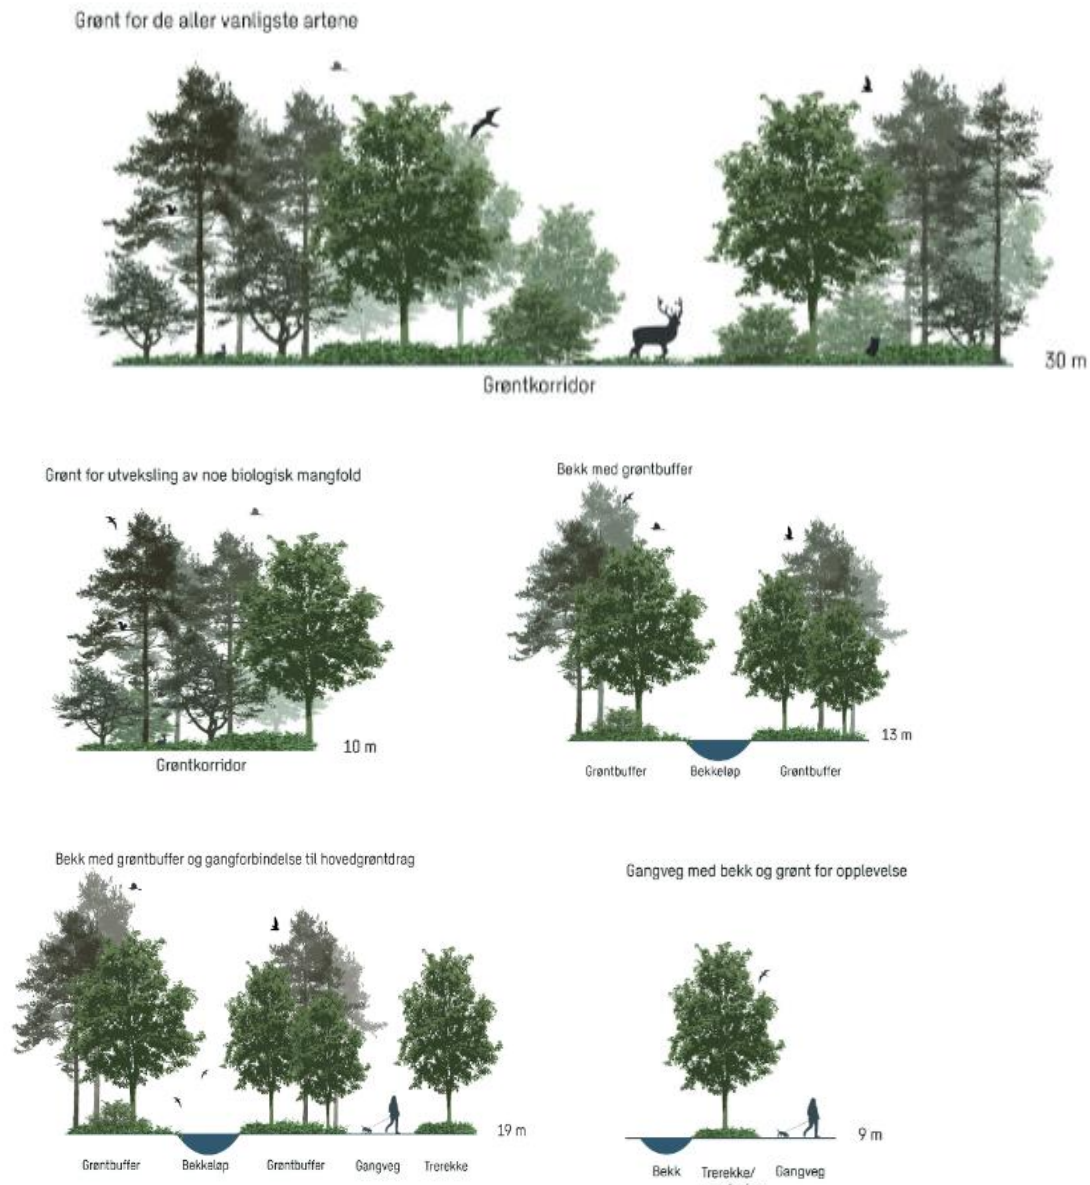 Grønt for de aller vanligste artene
30 m
Grøntkorridor
Grønt for utveksling av noe biologisk mangfold
10 m
Grøntkorridor
Bekk med grøntbuffer
13 m
Grøntbuffer Bekkeløp Grøntbuffer
Bekk med grøntbuffer og gangforbindelse til hovedgrøntdrag
19 m
Grøntbuffer Bekkeløp Grøntbuffer Gangveg Trerekke
Gangveg med bekk og grønt for opplevelse
9 m
Bekk Trerekke/ Gangveg